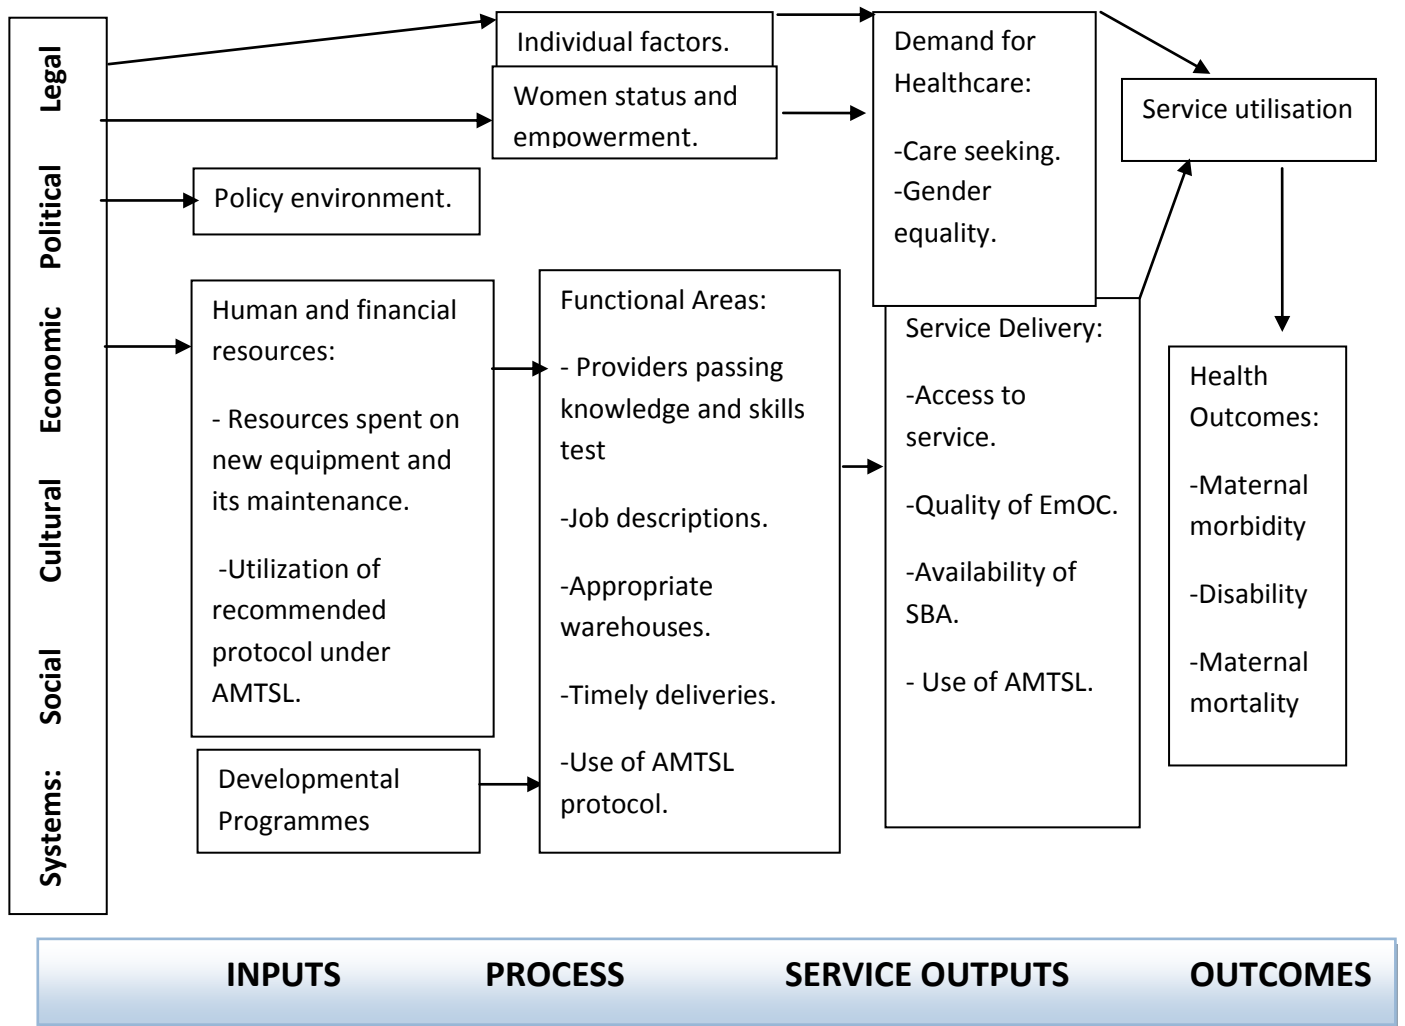 Systems: Social Cultural Economic Political Legal
Individual factors.
Women status and
empowerment.
Policy environment.
Human and financial
resources:
- Resources spent on
new equipment and
its maintenance.
-Utilization of
recommended
protocol under
AMTSL.
Developmental
Programmes
Functional Areas:
- Providers passing
knowledge and skills
test
-Job descriptions.
-Appropriate
warehouses.
-Timely deliveries.
-Use of AMTSL
protocol.
Demand for
Healthcare:
-Care seeking.
-Gender
equality.
Service Delivery:
-Access to
service.
-Quality of EmOC.
-Availability of
SBA.
- Use of AMTSL.
Service utilisation
Health
Outcomes:
-Maternal
morbidity
-Disability
-Maternal
mortality
INPUTS PROCESS SERVICE OUTPUTS OUTCOMES